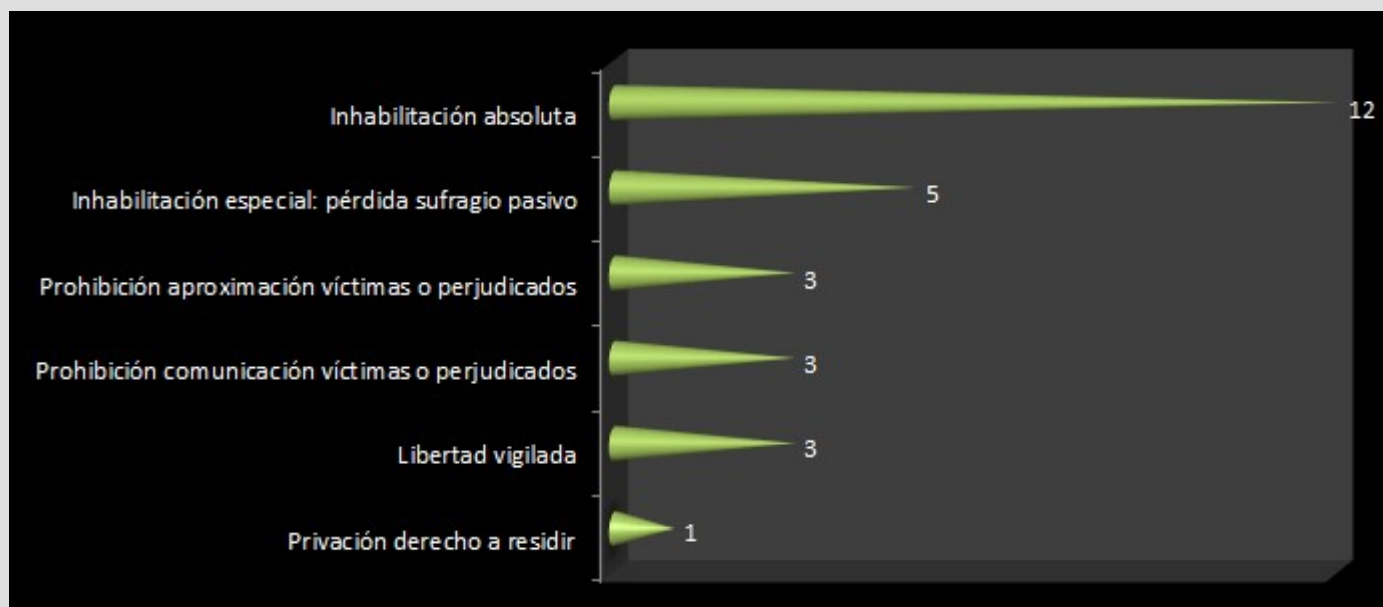 Inhabilitación absoluta 12
Inhabilitación especial: pérdida sufragio pasivo 5
Prohibición aproximación víctimas o perjudicados 3
Prohibición comunicación víctimas o perjudicados 3
Libertad vigilada 3
Privación derecho a residir 1